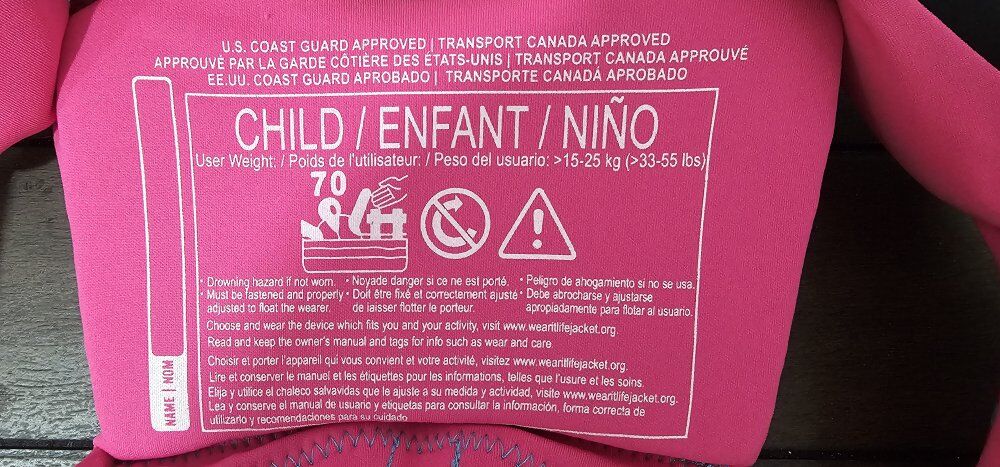 U.S. COAST GUARD APPROVED | TRANSPORT CANADA APPROVED
APPROUVÉ PAR LA GARDE CÔTIÈRE DES ÉTATS-UNIS | TRANSPORT CANADA APPROUVÉ
EE.UU. COAST GUARD APROBADO | TRANSPORTE CANADÁ APROBADO
CHILD / ENFANT / NIÑO
User Weight: / Poids de l'utilisateur: / Peso del usuario: >15-25 kg (>33-55 lbs)
70
• Drowning hazard if not worn.
• Must be fastened and properly
adjusted to float the wearer.
• Noyade danger si ce ne est porté.
• Doit être fixé et correctement ajusté
de laisser flotter le porteur.
• Peligro de ahogamiento si no se usa.
• Debe abrocharse y ajustarse
apropiadamente para flotar al usuario.
Choose and wear the device which fits you and your activity, visit www.wearitlifejacket.org.
Read and keep the owner's manual and tags for info such as wear and care.
Choisir et porter l'appareil qui vous convient et votre activité, visitez www.wearitlifejacket.org.
Lire et conserver le manuel et les étiquettes pour les informations, telles que l'usure et les soins.
Elija y utilice el chaleco salvavidas que le ajuste a su medida y actividad, visite www.wearitlifejacket.org.
Lea y conserve el manual de usuario y etiquetas para consultar la información, forma correcta de
utilizarlo y recomendaciones para su cuidado
NAME | NOM